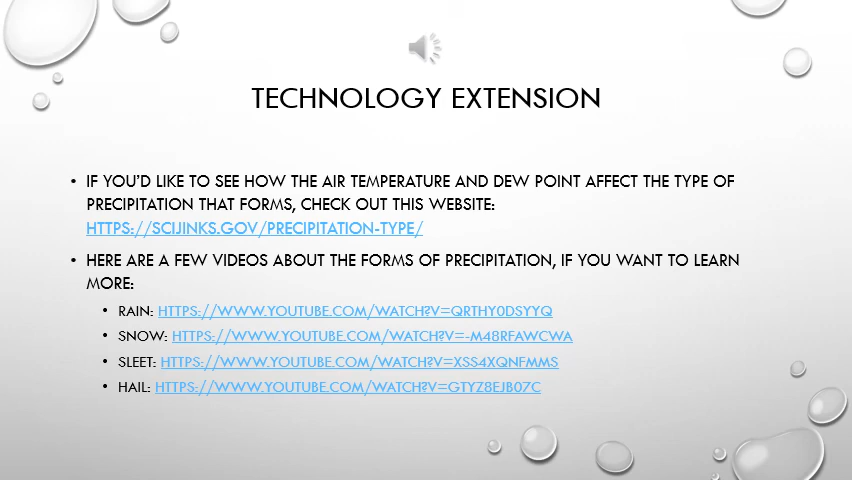 TECHNOLOGY EXTENSION
• IF YOU'D LIKE TO SEE HOW THE AIR TEMPERATURE AND DEW POINT AFFECT THE TYPE OF
PRECIPITATION THAT FORMS, CHECK OUT THIS WEBSITE:
HTTPS://SCIJINKS.GOV/PRECIPITATION-TYPE/
• HERE ARE A FEW VIDEOS ABOUT THE FORMS OF PRECIPITATION, IF YOU WANT TO LEARN
MORE:
• RAIN: HTTPS://WWW.YOUTUBE.COM/WATCH?V=QRTHY0DSYYQ
• SNOW: HTTPS://WWW.YOUTUBE.COM/WATCH?V=-M48RFAWCWA
• SLEET: HTTPS://WWW.YOUTUBE.COM/WATCH?V=XSS4XQNFMMS
• HAIL: HTTPS://WWW.YOUTUBE.COM/WATCH?V=GTYZ8EJB07C